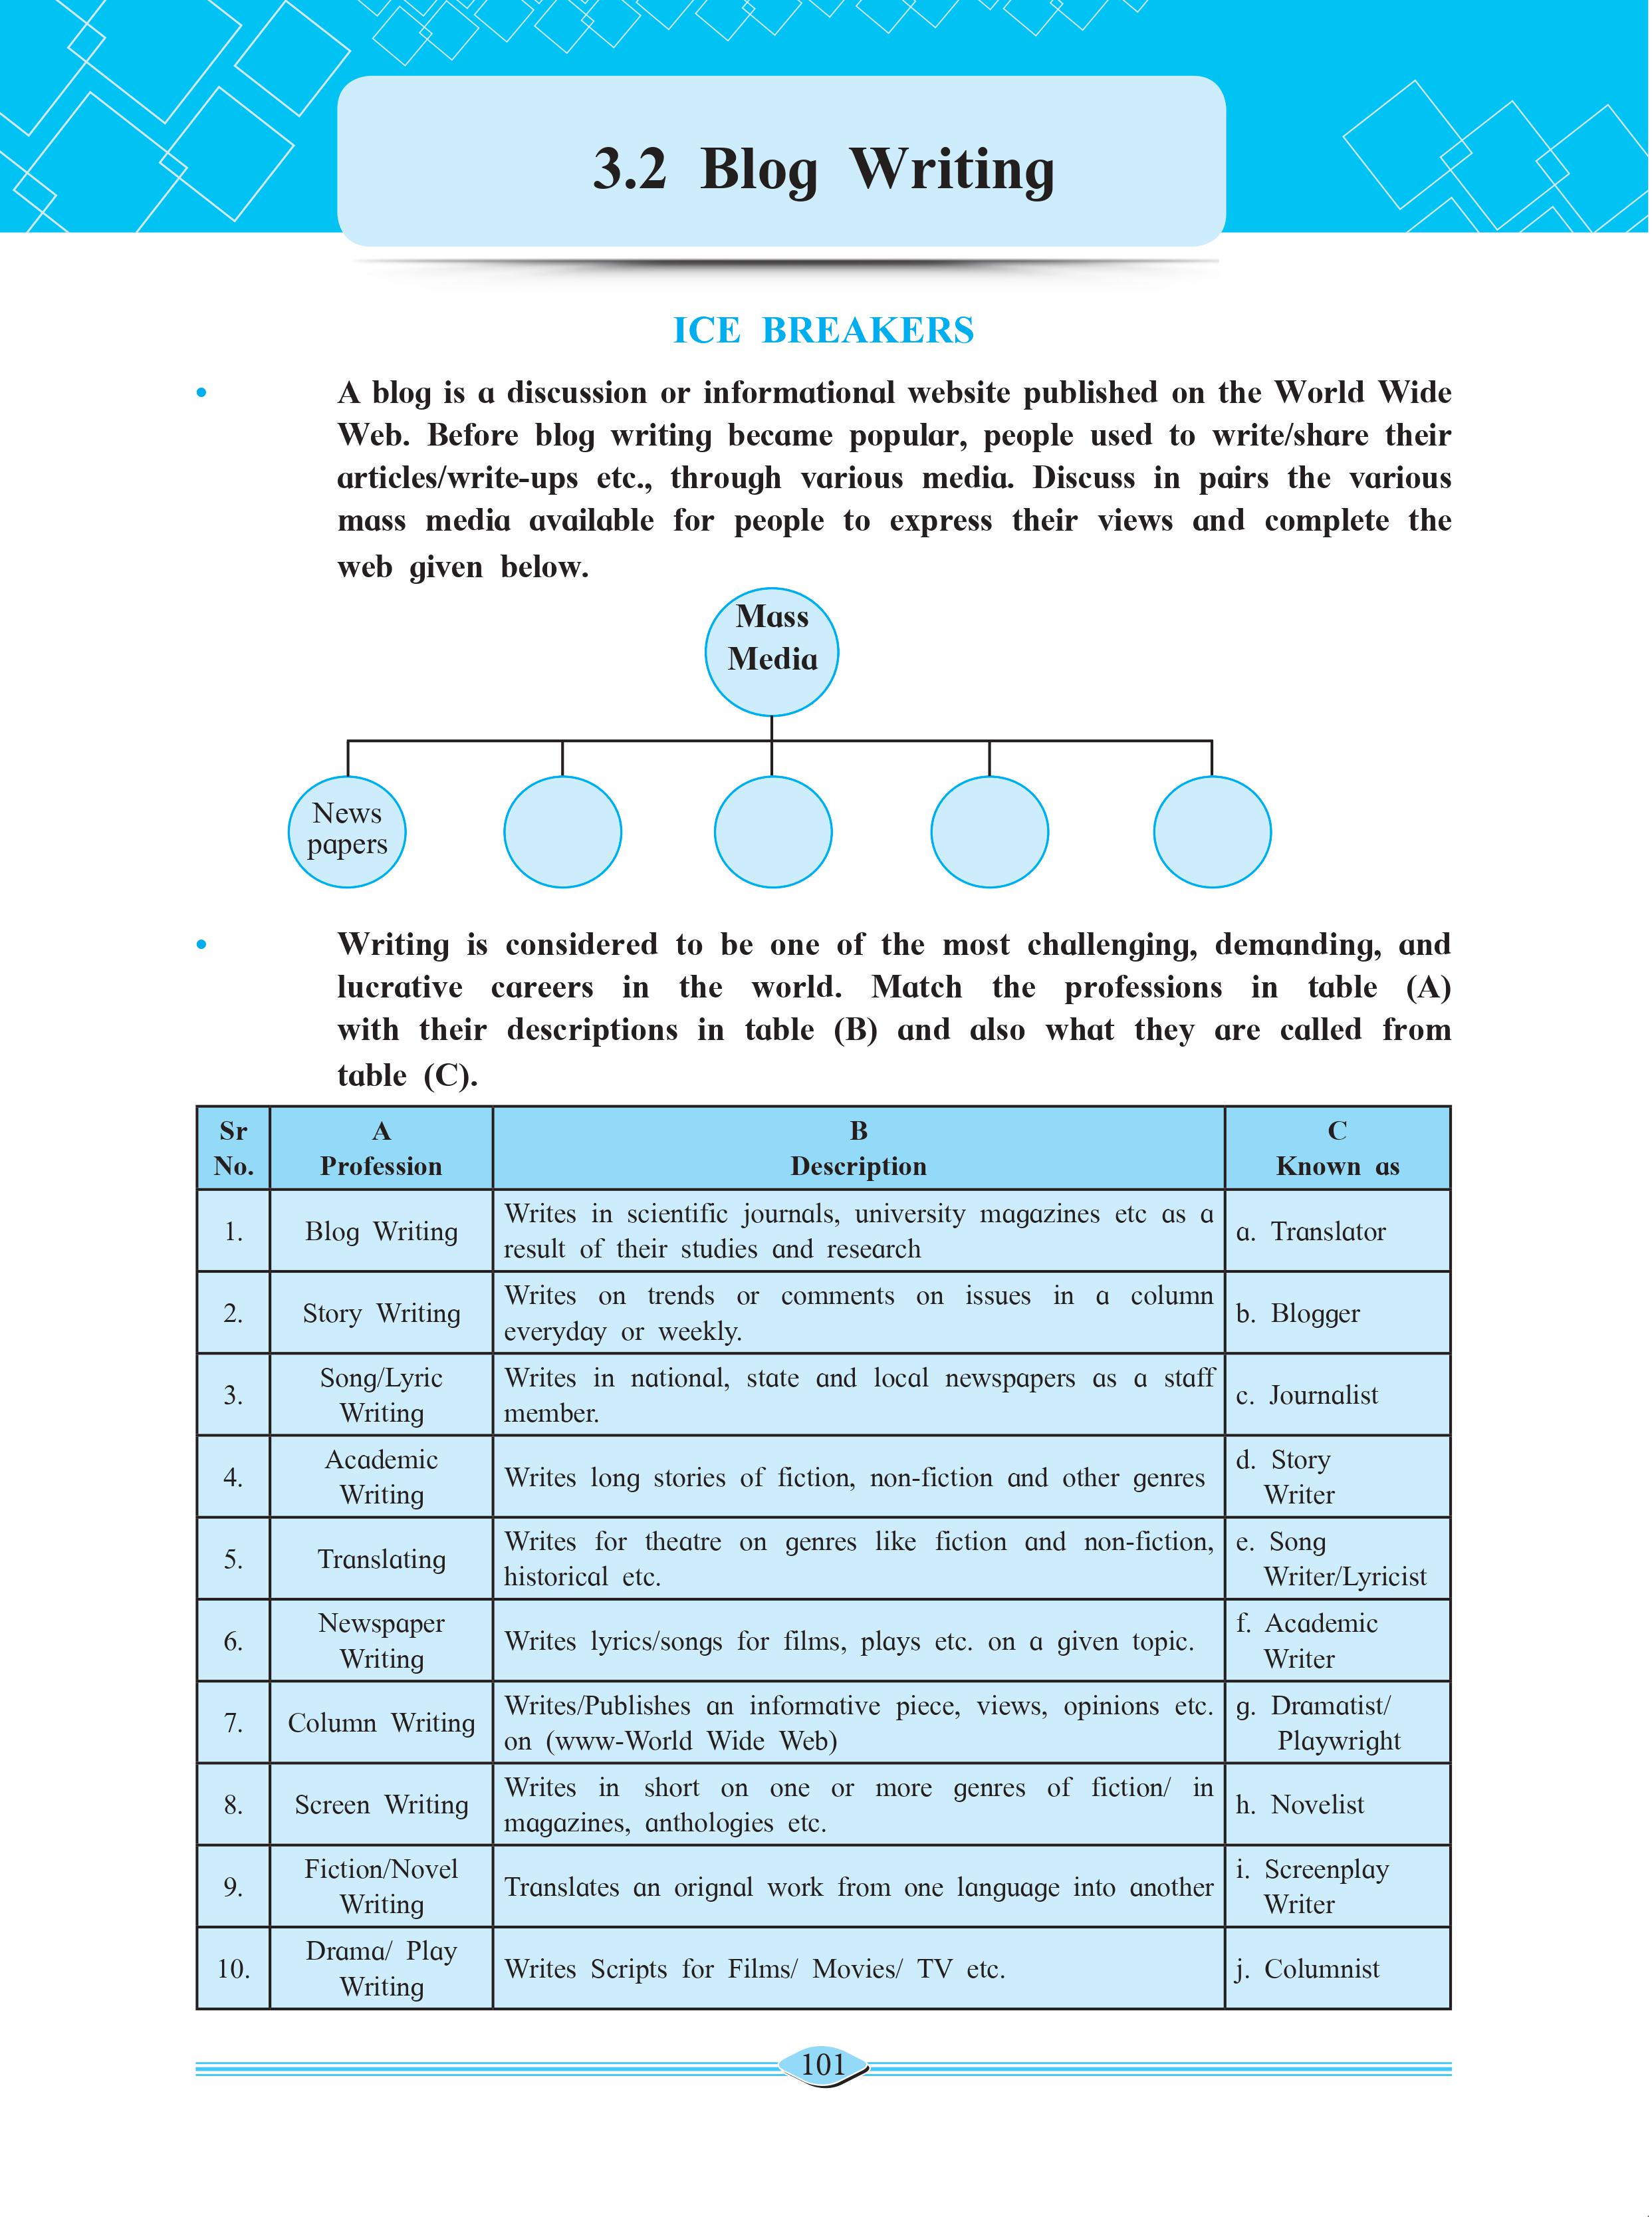 3.2 Blog Writing
ICE BREAKERS
• A blog is a discussion or informational website published on the World Wide
Web. Before blog writing became popular, people used to write/share their
articles/write-ups etc., through various media. Discuss in pairs the various
mass media available for people to express their views and complete the
web given below.
Mass
Media
News
papers
• Writing is considered to be one of the most challenging, demanding, and
lucrative careers in the world. Match the professions in table (A)
with their descriptions in table (B) and also what they are called from
table (C).
Sr
No.
A
Profession
B
Description
C
Known as
1.
Blog Writing
Writes in scientific journals, university magazines etc as a
result of their studies and research
a. Translator
2.
Story Writing
Writes on trends or comments on issues in a column
everyday or weekly.
b. Blogger
3.
Song/Lyric
Writing
Writes in national, state and local newspapers as a staff
member.
c. Journalist
4.
Academic
Writing
Writes long stories of fiction, non-fiction and other genres
d. Story
Writer
5.
Translating
Writes for theatre on genres like fiction and non-fiction,
historical etc.
e. Song
Writer/Lyricist
6.
Newspaper
Writing
Writes lyrics/songs for films, plays etc. on a given topic.
f. Academic
Writer
7.
Column Writing
Writes/Publishes an informative piece, views, opinions etc.
on (www-World Wide Web)
g. Dramatist/
Playwright
8.
Screen Writing
Writes in short on one or more genres of fiction/ in
magazines, anthologies etc.
h. Novelist
9.
Fiction/Novel
Writing
Translates an orignal work from one language into another
i. Screenplay
Writer
10.
Drama/ Play
Writing
Writes Scripts for Films/ Movies/ TV etc.
j. Columnist
101